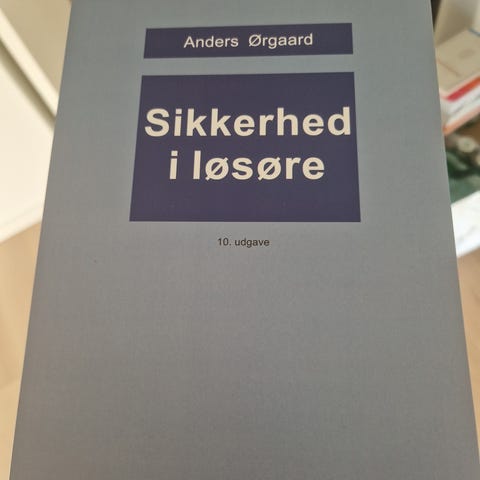 Anders Ørgaard
Sikkerhed
i løsøre
10. udgave